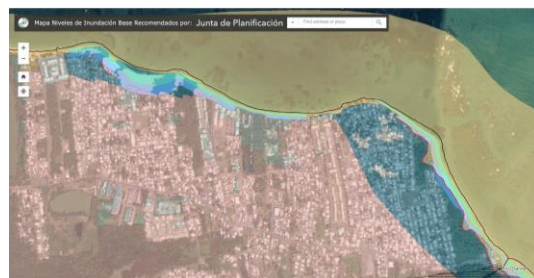 Mapa Niveles de Inundación Base Recomendados por: Junta de Planificación
Find address or place